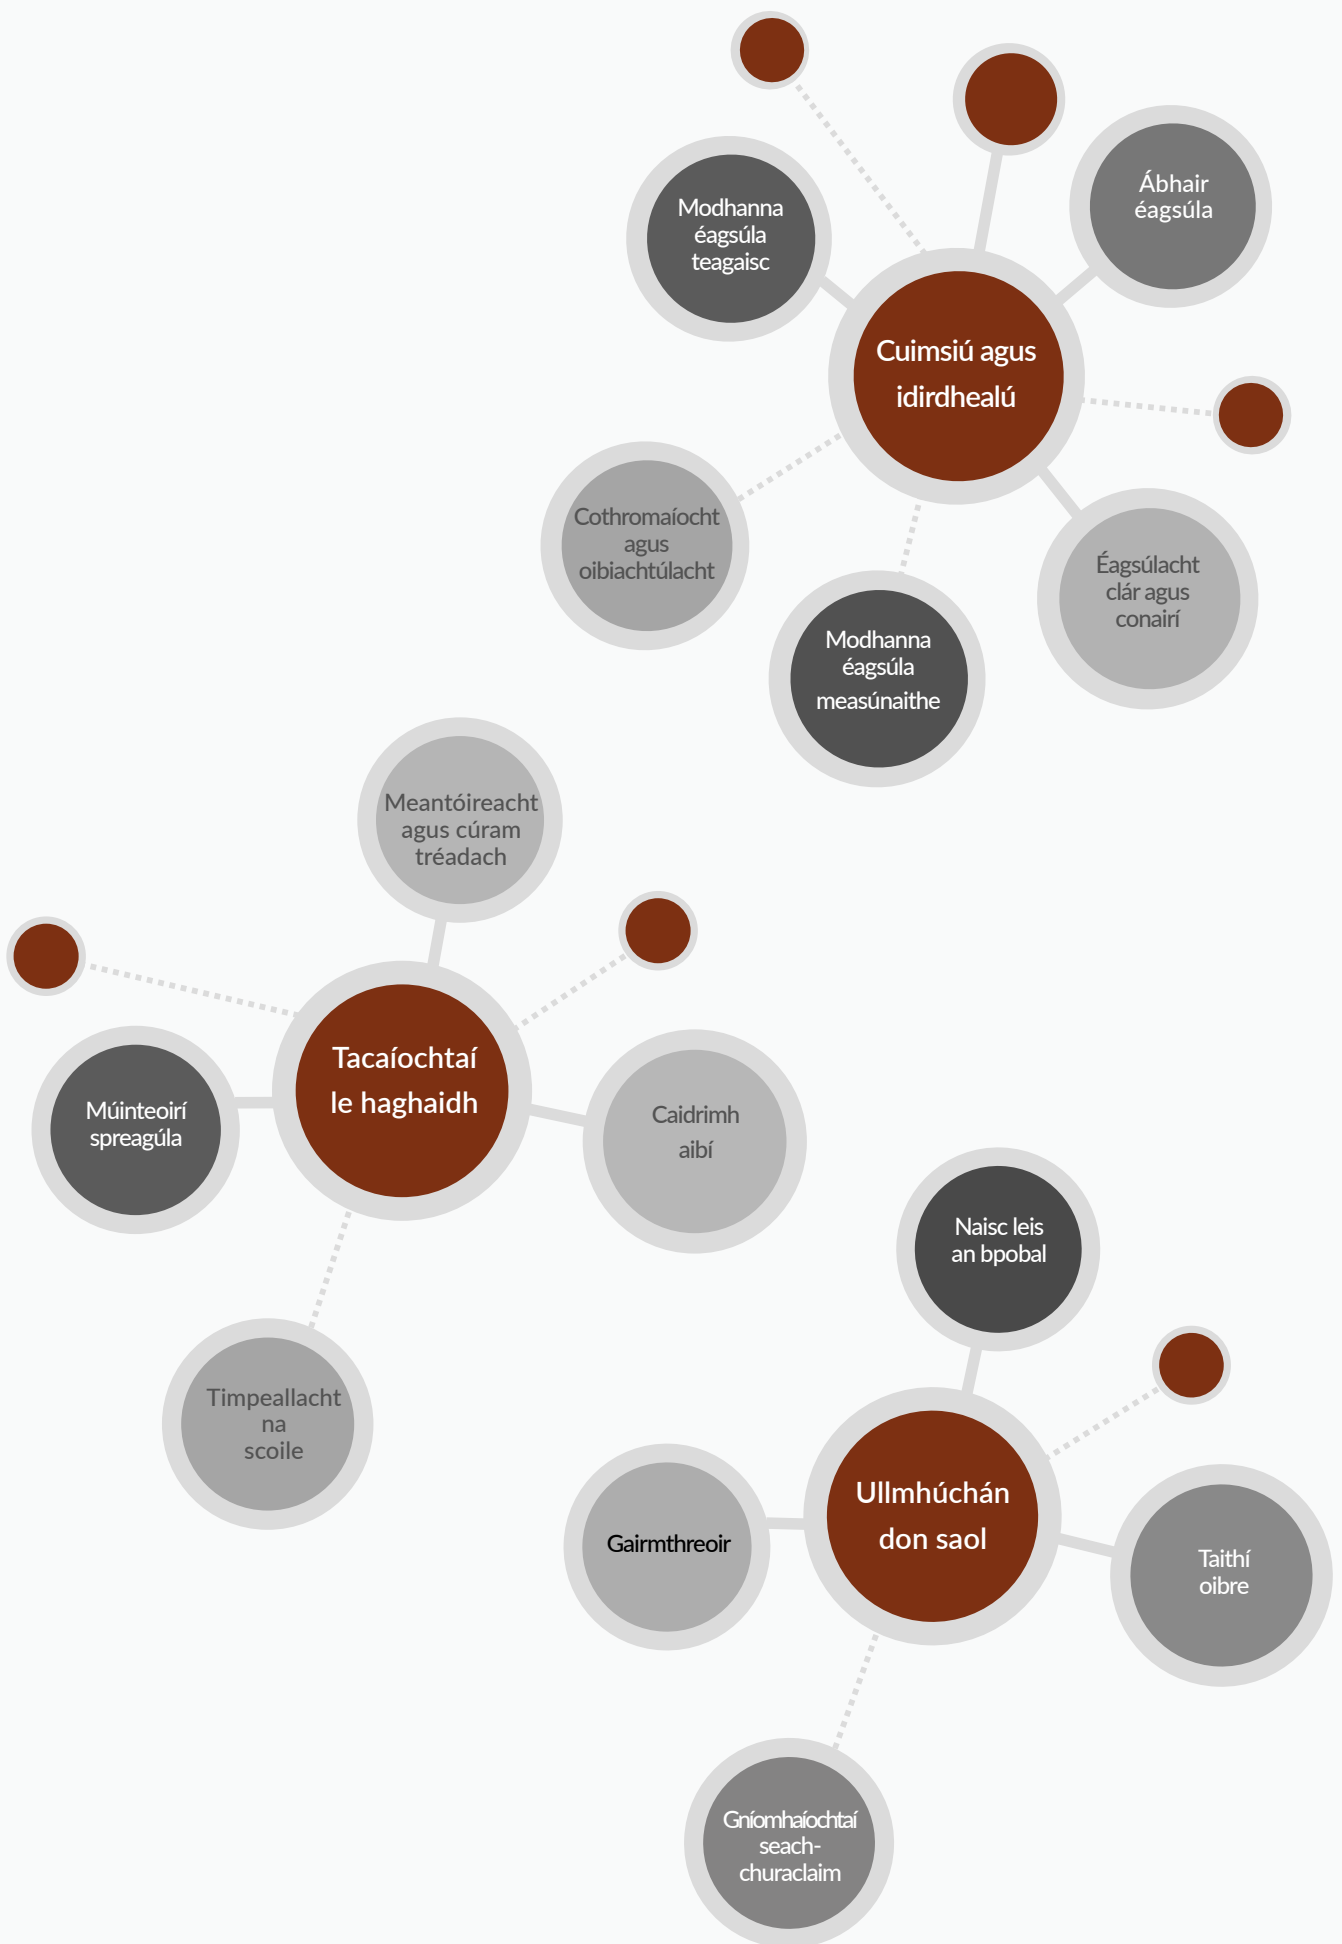 Ábhair
éagsúla
Modhanna
éagsúla
teagaisc
Cuimsiú agus
idirdhealú
Cothromaíocht
agus
oibiachtúlacht
Éagsúlacht
clár agus
conairí
Modhanna
éagsúla
measúnaithe
Meantóireacht
agus cúram
tréadach
Tacaíochtaí
le haghaidh
Múinteoirí
spreagúla
Caidrimh
aibí
Timpeallacht
na
scoile
Naisc leis
an bpobal
Ullmhúchán
don saol
Gairmthreoir
Taithí
oibre
Gníomhaíochtaí
seach-
churaclaim